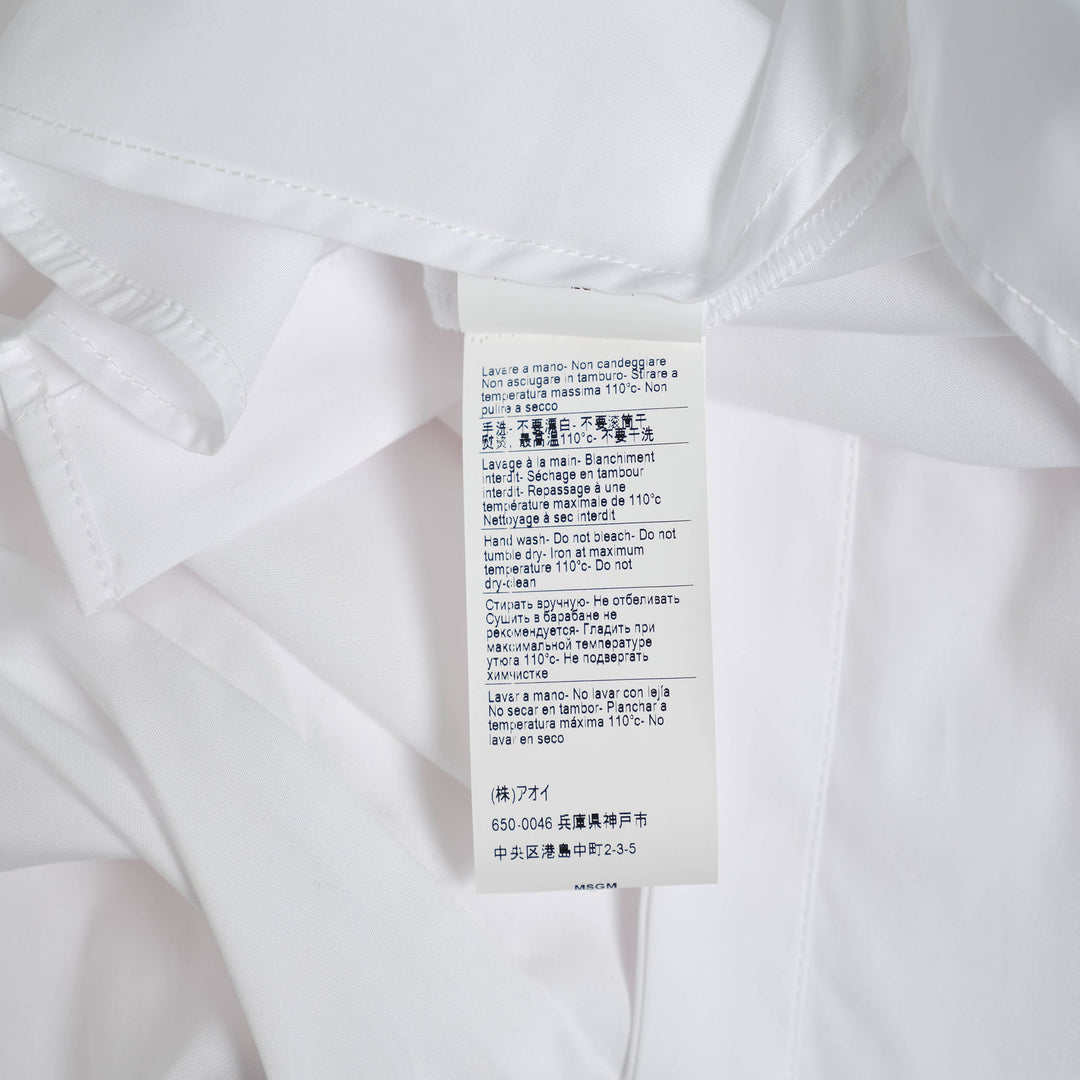 Lavare a mano- Non candeggiare
Non asciugare in tamburo- Stirare a
temperatura massima 110°c- Non
pulire a secco
手洗- 不要漂白- 不要滚筒干
熨烫, 最高温110°c- 不要干洗
Lavage à la main- Blanchiment
interdit- Séchage en tambour
interdit- Repassage à une
température maximale de 110°c
Nettoyage à sec interdit
Hand wash- Do not bleach- Do not
tumble dry- Iron at maximum
temperature 110°c- Do not
dry-clean
Стирать вручную- Не отбеливать
Сушить в барабане не
рекомендуется- Гладить при
максимальной температуре
утюга 110°c- Не подвергать
химчистке
Lavar a mano- No lavar con lejía
No secar en tambor- Planchar a
temperatura máxima 110°c- No
lavar en seco
(株)アオイ
650-0046 兵庫県神戸市
中央区港島中町2-3-5
MSGM